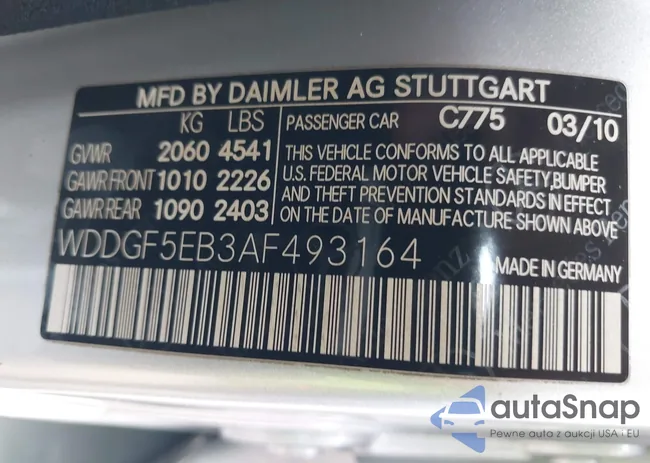 MFD BY DAIMLER AG STUTTGART
KG LBS
GVWR 2060 4541
GAWR FRONT 1010 2226
GAWR REAR 1090 2403
PASSENGER CAR C775 03/10
THIS VEHICLE CONFORMS TO ALL APPLICABLE
U.S. FEDERAL MOTOR VEHICLE SAFETY,BUMPER
AND THEFT PREVENTION STANDARDS IN EFFECT
ON THE DATE OF MANUFACTURE SHOWN ABOVE
WDDGF5EB3AF493164
MADE IN GERMANY
autoSnap
Pewne auta z aukcji USA i EU